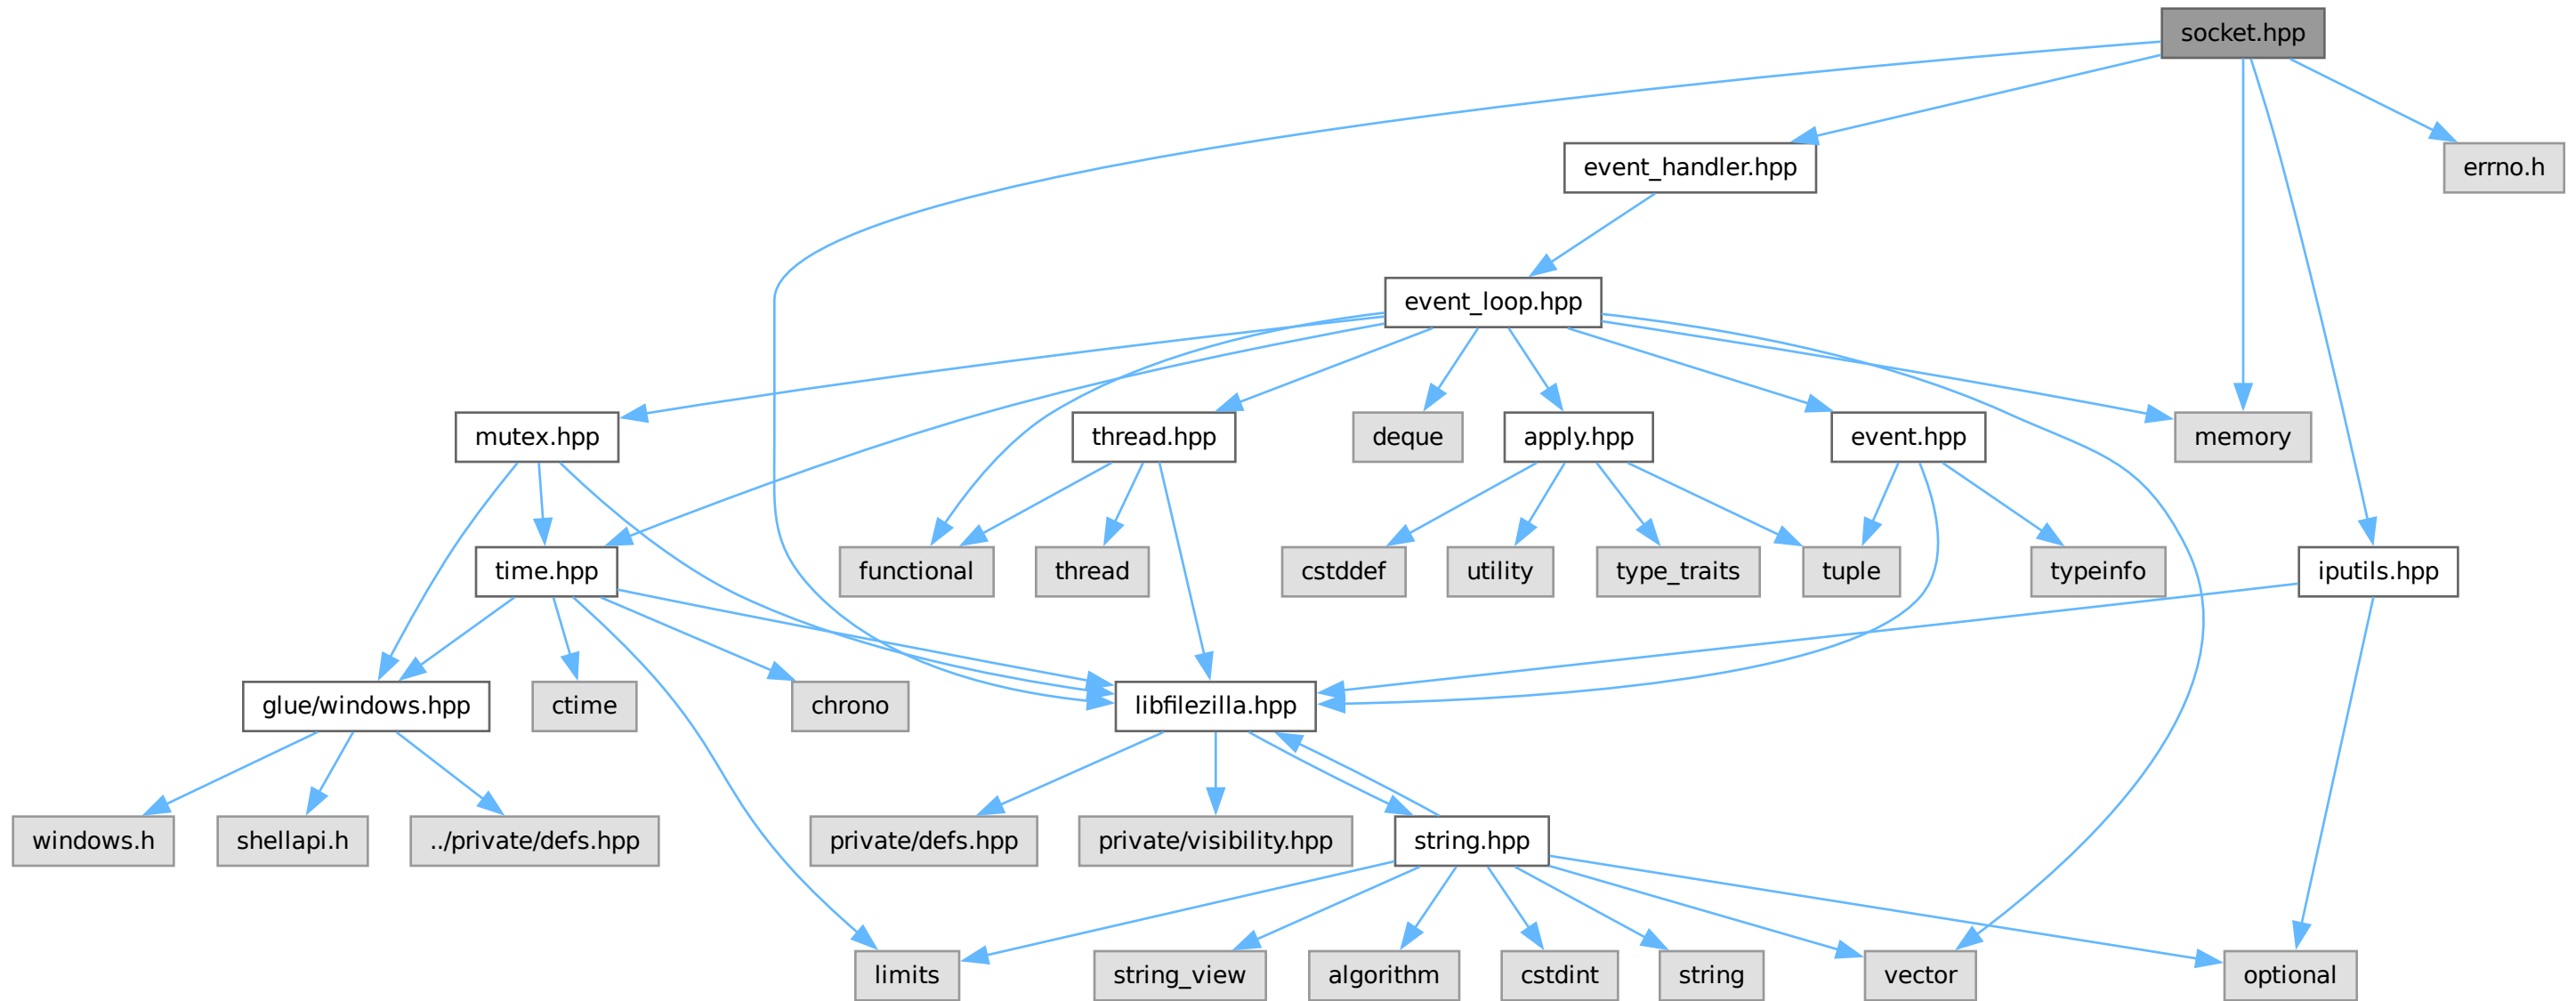 socket.hpp
event_handler.hpp
errno.h
event_loop.hpp
mutex.hpp
thread.hpp
deque
apply.hpp
event.hpp
memory
time.hpp
functional
thread
cstddef
utility
type_traits
tuple
typeinfo
iputils.hpp
glue/windows.hpp
ctime
chrono
libfilezilla.hpp
windows.h
shellapi.h
../private/defs.hpp
private/defs.hpp
private/visibility.hpp
string.hpp
limits
string_view
algorithm
cstdint
string
vector
optional